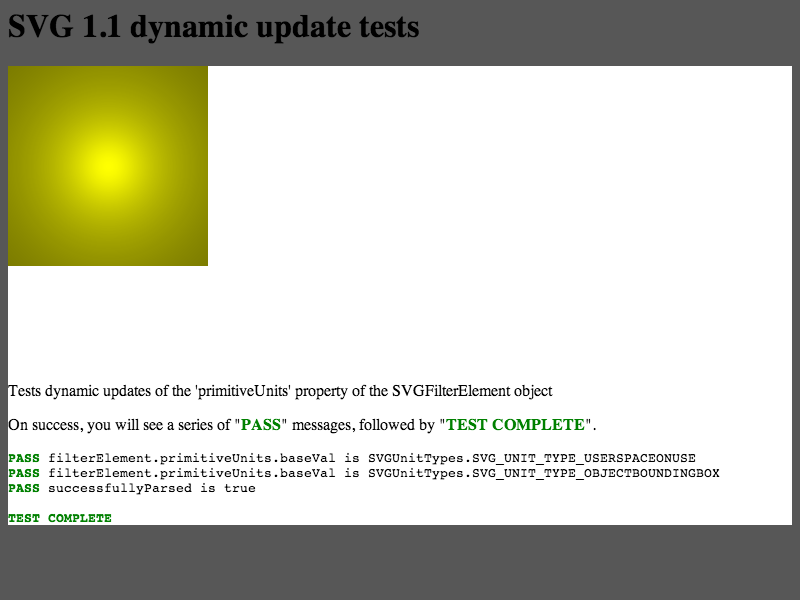 SVG 1.1 dynamic update tests
Tests dynamic updates of the 'primitiveUnits' property of the SVGFilterElement object
On success, you will see a series of "PASS" messages, followed by "TEST COMPLETE".
PASS filterElement.primitiveUnits.baseVal is SVGUnitTypes.SVG_UNIT_TYPE_USERSPACEONUSE
PASS filterElement.primitiveUnits.baseVal is SVGUnitTypes.SVG_UNIT_TYPE_OBJECTBOUNDINGBOX
PASS successfullyParsed is true
TEST COMPLETE